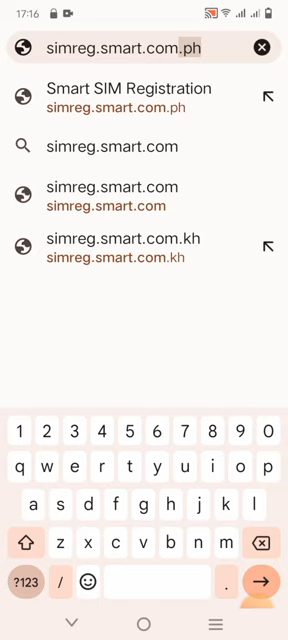 17:16
simreg.smart.com.ph
Smart SIM Registration
simreg.smart.com.ph
simreg.smart.com
simreg.smart.com
simreg.smart.com
simreg.smart.com.kh
simreg.smart.com.kh
1 2 3 4 5 6 7 8 9 0
q w e r t y u i o p
a s d f g h j k l
z x c v b n m
?123 / .